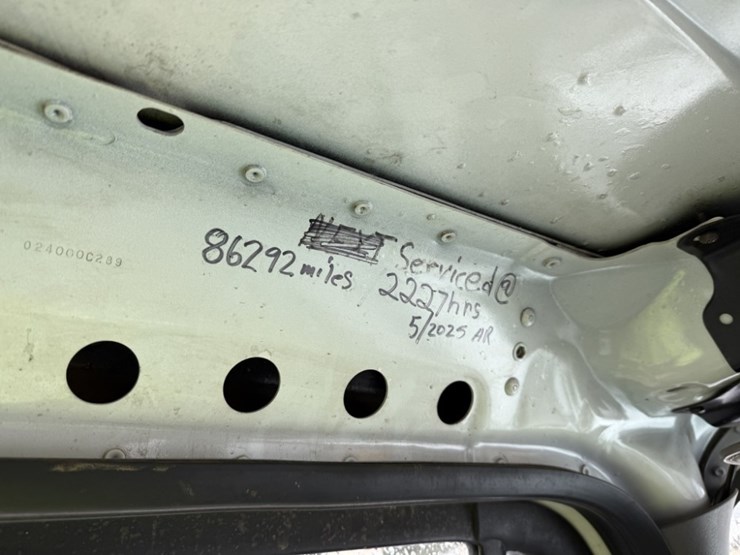 024000C239
Serviced @
86292 miles 2227hrs
5/2025 AR